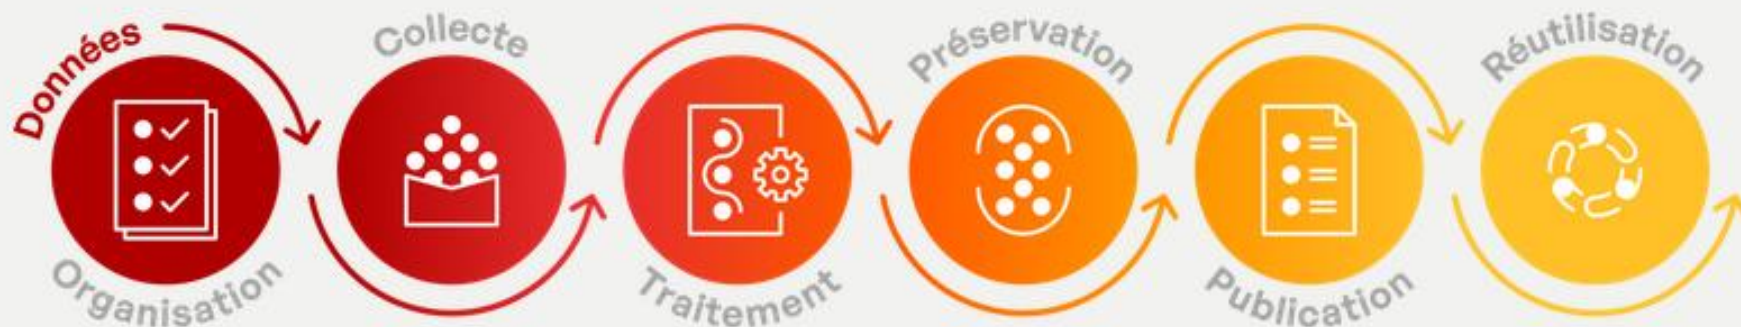 Données
Organisation
Collecte
Traitement
Préservation
Publication
Réutilisation